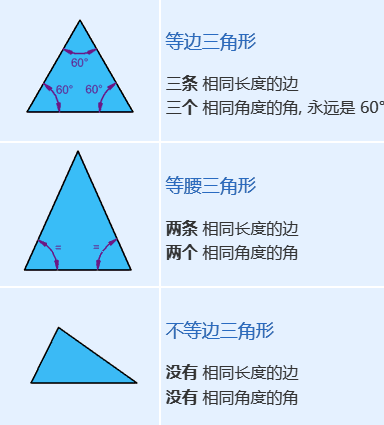 等边三角形
60°
三条 相同长度的边
60° 60°
三个 相同角度的角, 永远是 60°
等腰三角形
两条 相同长度的边
= =
两个 相同角度的角
不等边三角形
没有 相同长度的边
没有 相同角度的角